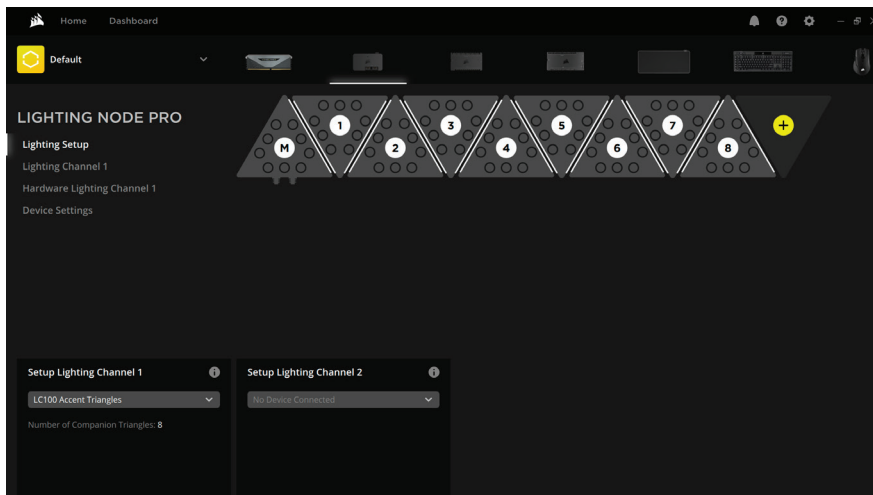 Home Dashboard
Default
LIGHTING NODE PRO
Lighting Setup
Lighting Channel 1
Hardware Lighting Channel 1
Device Settings
M 1 2 3 4 5 6 7 8 +
Setup Lighting Channel 1
LC100 Accent Triangles
Number of Companion Triangles: 8
Setup Lighting Channel 2
No Device Connected